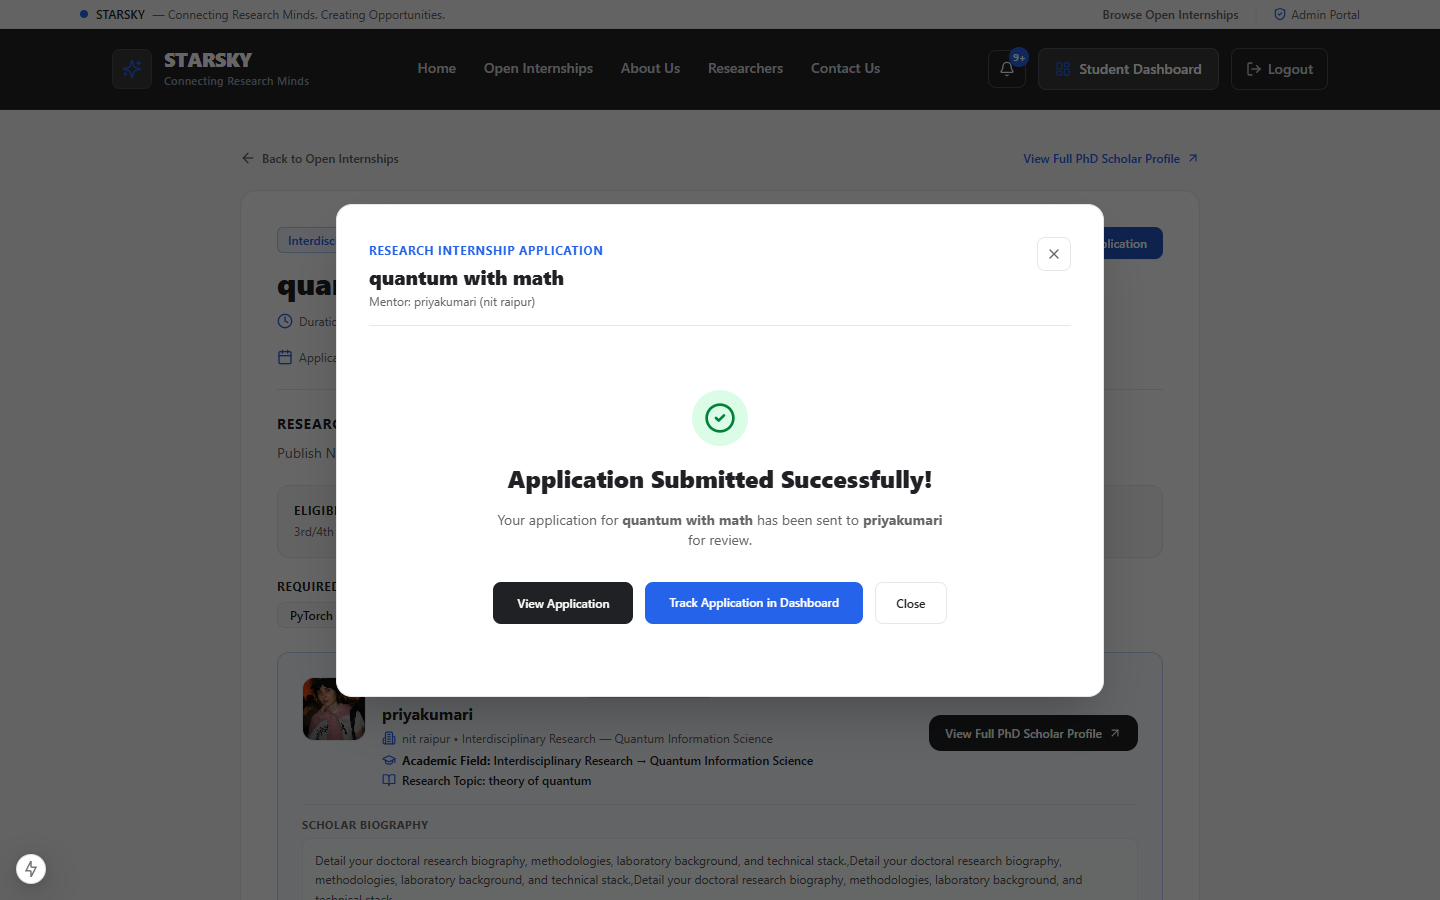 STARSKY — Connecting Research Minds. Creating Opportunities.
Browse Open Internships
Admin Portal
STARSKY
Connecting Research Minds
Home
Open Internships
About Us
Researchers
Contact Us
9+
Student Dashboard
Logout
Back to Open Internships
View Full PhD Scholar Profile
RESEARCH INTERNSHIP APPLICATION
quantum with math
Mentor: priyakumari (nit raipur)
Application Submitted Successfully!
Your application for quantum with math has been sent to priyakumari
for review.
View Application
Track Application in Dashboard
Close
3rd/4th
PyTorch
priyakumari
nit raipur • Interdisciplinary Research — Quantum Information Science
Academic Field: Interdisciplinary Research → Quantum Information Science
Research Topic: theory of quantum
View Full PhD Scholar Profile
SCHOLAR BIOGRAPHY
Detail your doctoral research biography, methodologies, laboratory background, and technical stack.,Detail your doctoral research biography,
methodologies, laboratory background, and technical stack.,Detail your doctoral research biography, methodologies, laboratory background, and
technical stack.